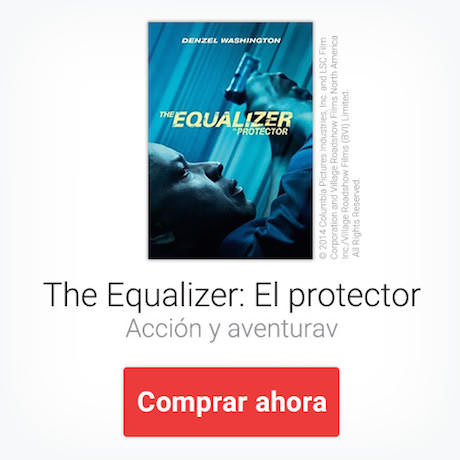 DENZEL WASHINGTON
THE EQUALIZER
EL PROTECTOR
© 2014 Columbia Pictures Industries, Inc. and LSC Film
Corporation and Village Roadshow Films North America
Inc./Village Roadshow Films (BVI) Limited.
All Rights Reserved.
The Equalizer: El protector
Acción y aventurav
Comprar ahora